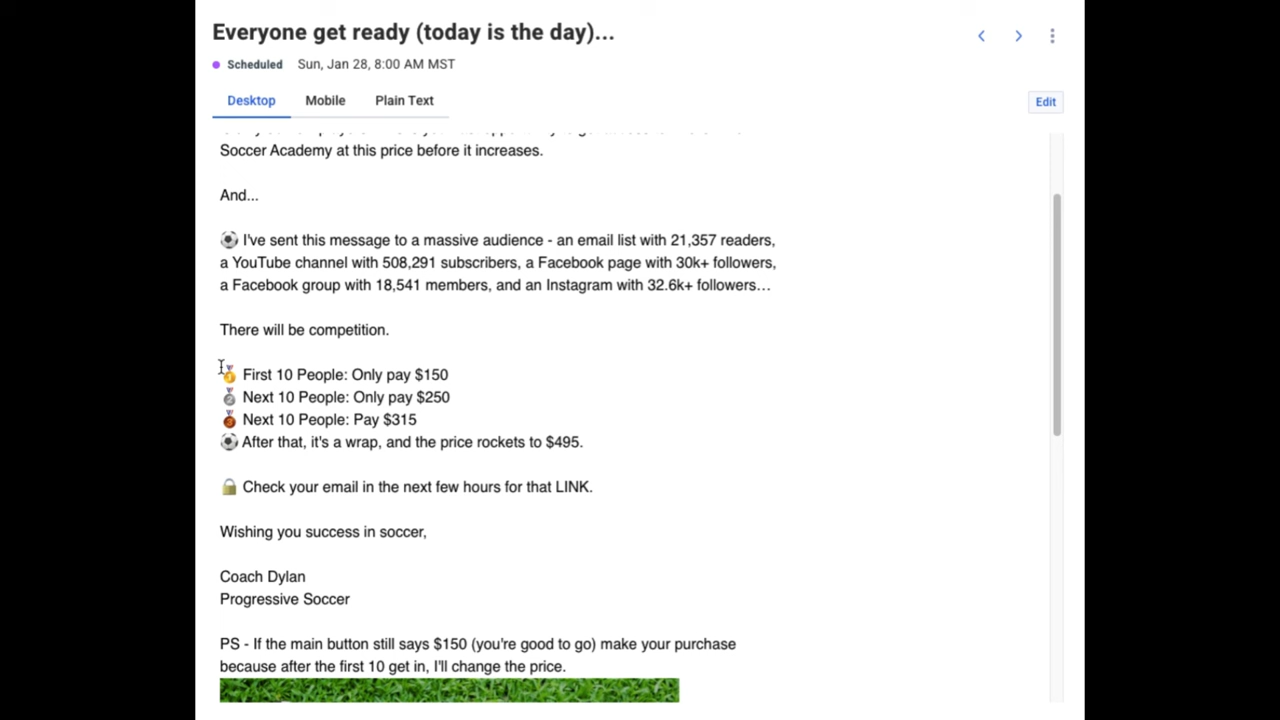 Everyone get ready (today is the day)...
Scheduled Sun, Jan 28, 8:00 AM MST
Desktop Mobile Plain Text
Edit
Soccer Academy at this price before it increases.
And...
⚽ I've sent this message to a massive audience - an email list with 21,357 readers,
a YouTube channel with 508,291 subscribers, a Facebook page with 30k+ followers,
a Facebook group with 18,541 members, and an Instagram with 32.6k+ followers…
There will be competition.
🥇 First 10 People: Only pay $150
🥈 Next 10 People: Only pay $250
🥉 Next 10 People: Pay $315
⚽ After that, it's a wrap, and the price rockets to $495.
🔒 Check your email in the next few hours for that LINK.
Wishing you success in soccer,
Coach Dylan
Progressive Soccer
PS - If the main button still says $150 (you're good to go) make your purchase
because after the first 10 get in, I'll change the price.